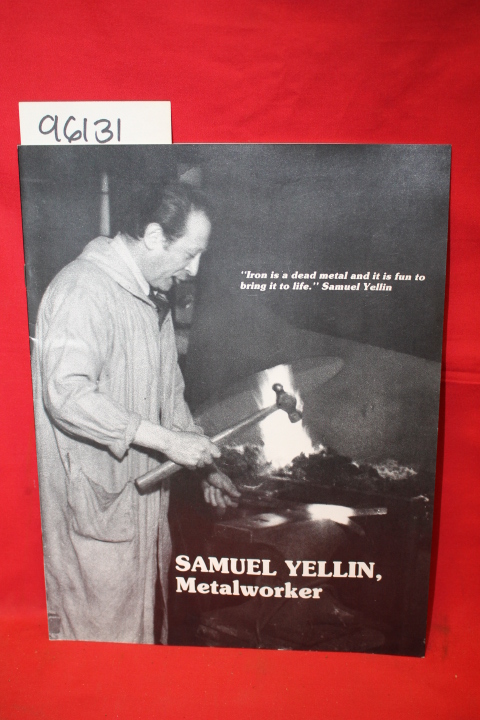 96131
"Iron is a dead metal and it is fun to
bring it to life." Samuel Yellin
SAMUEL YELLIN,
Metalworker